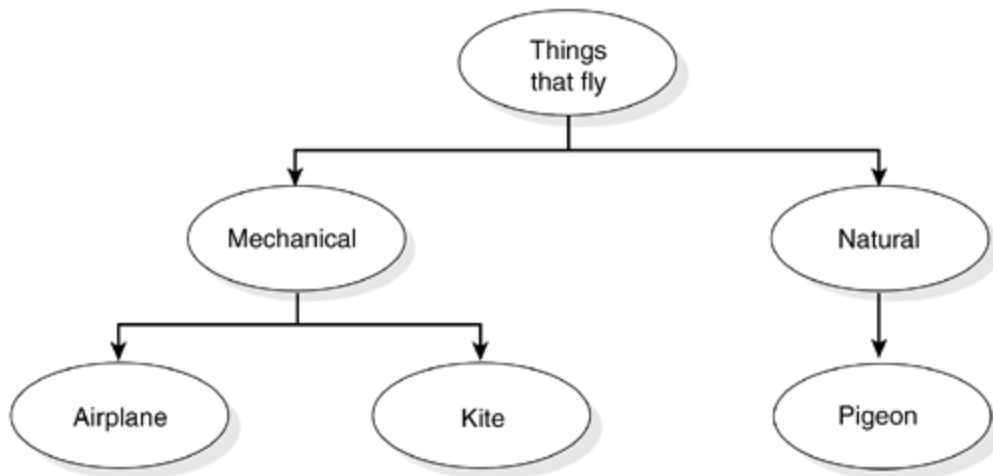 Things
that fly
Mechanical
Natural
Airplane
Kite
Pigeon